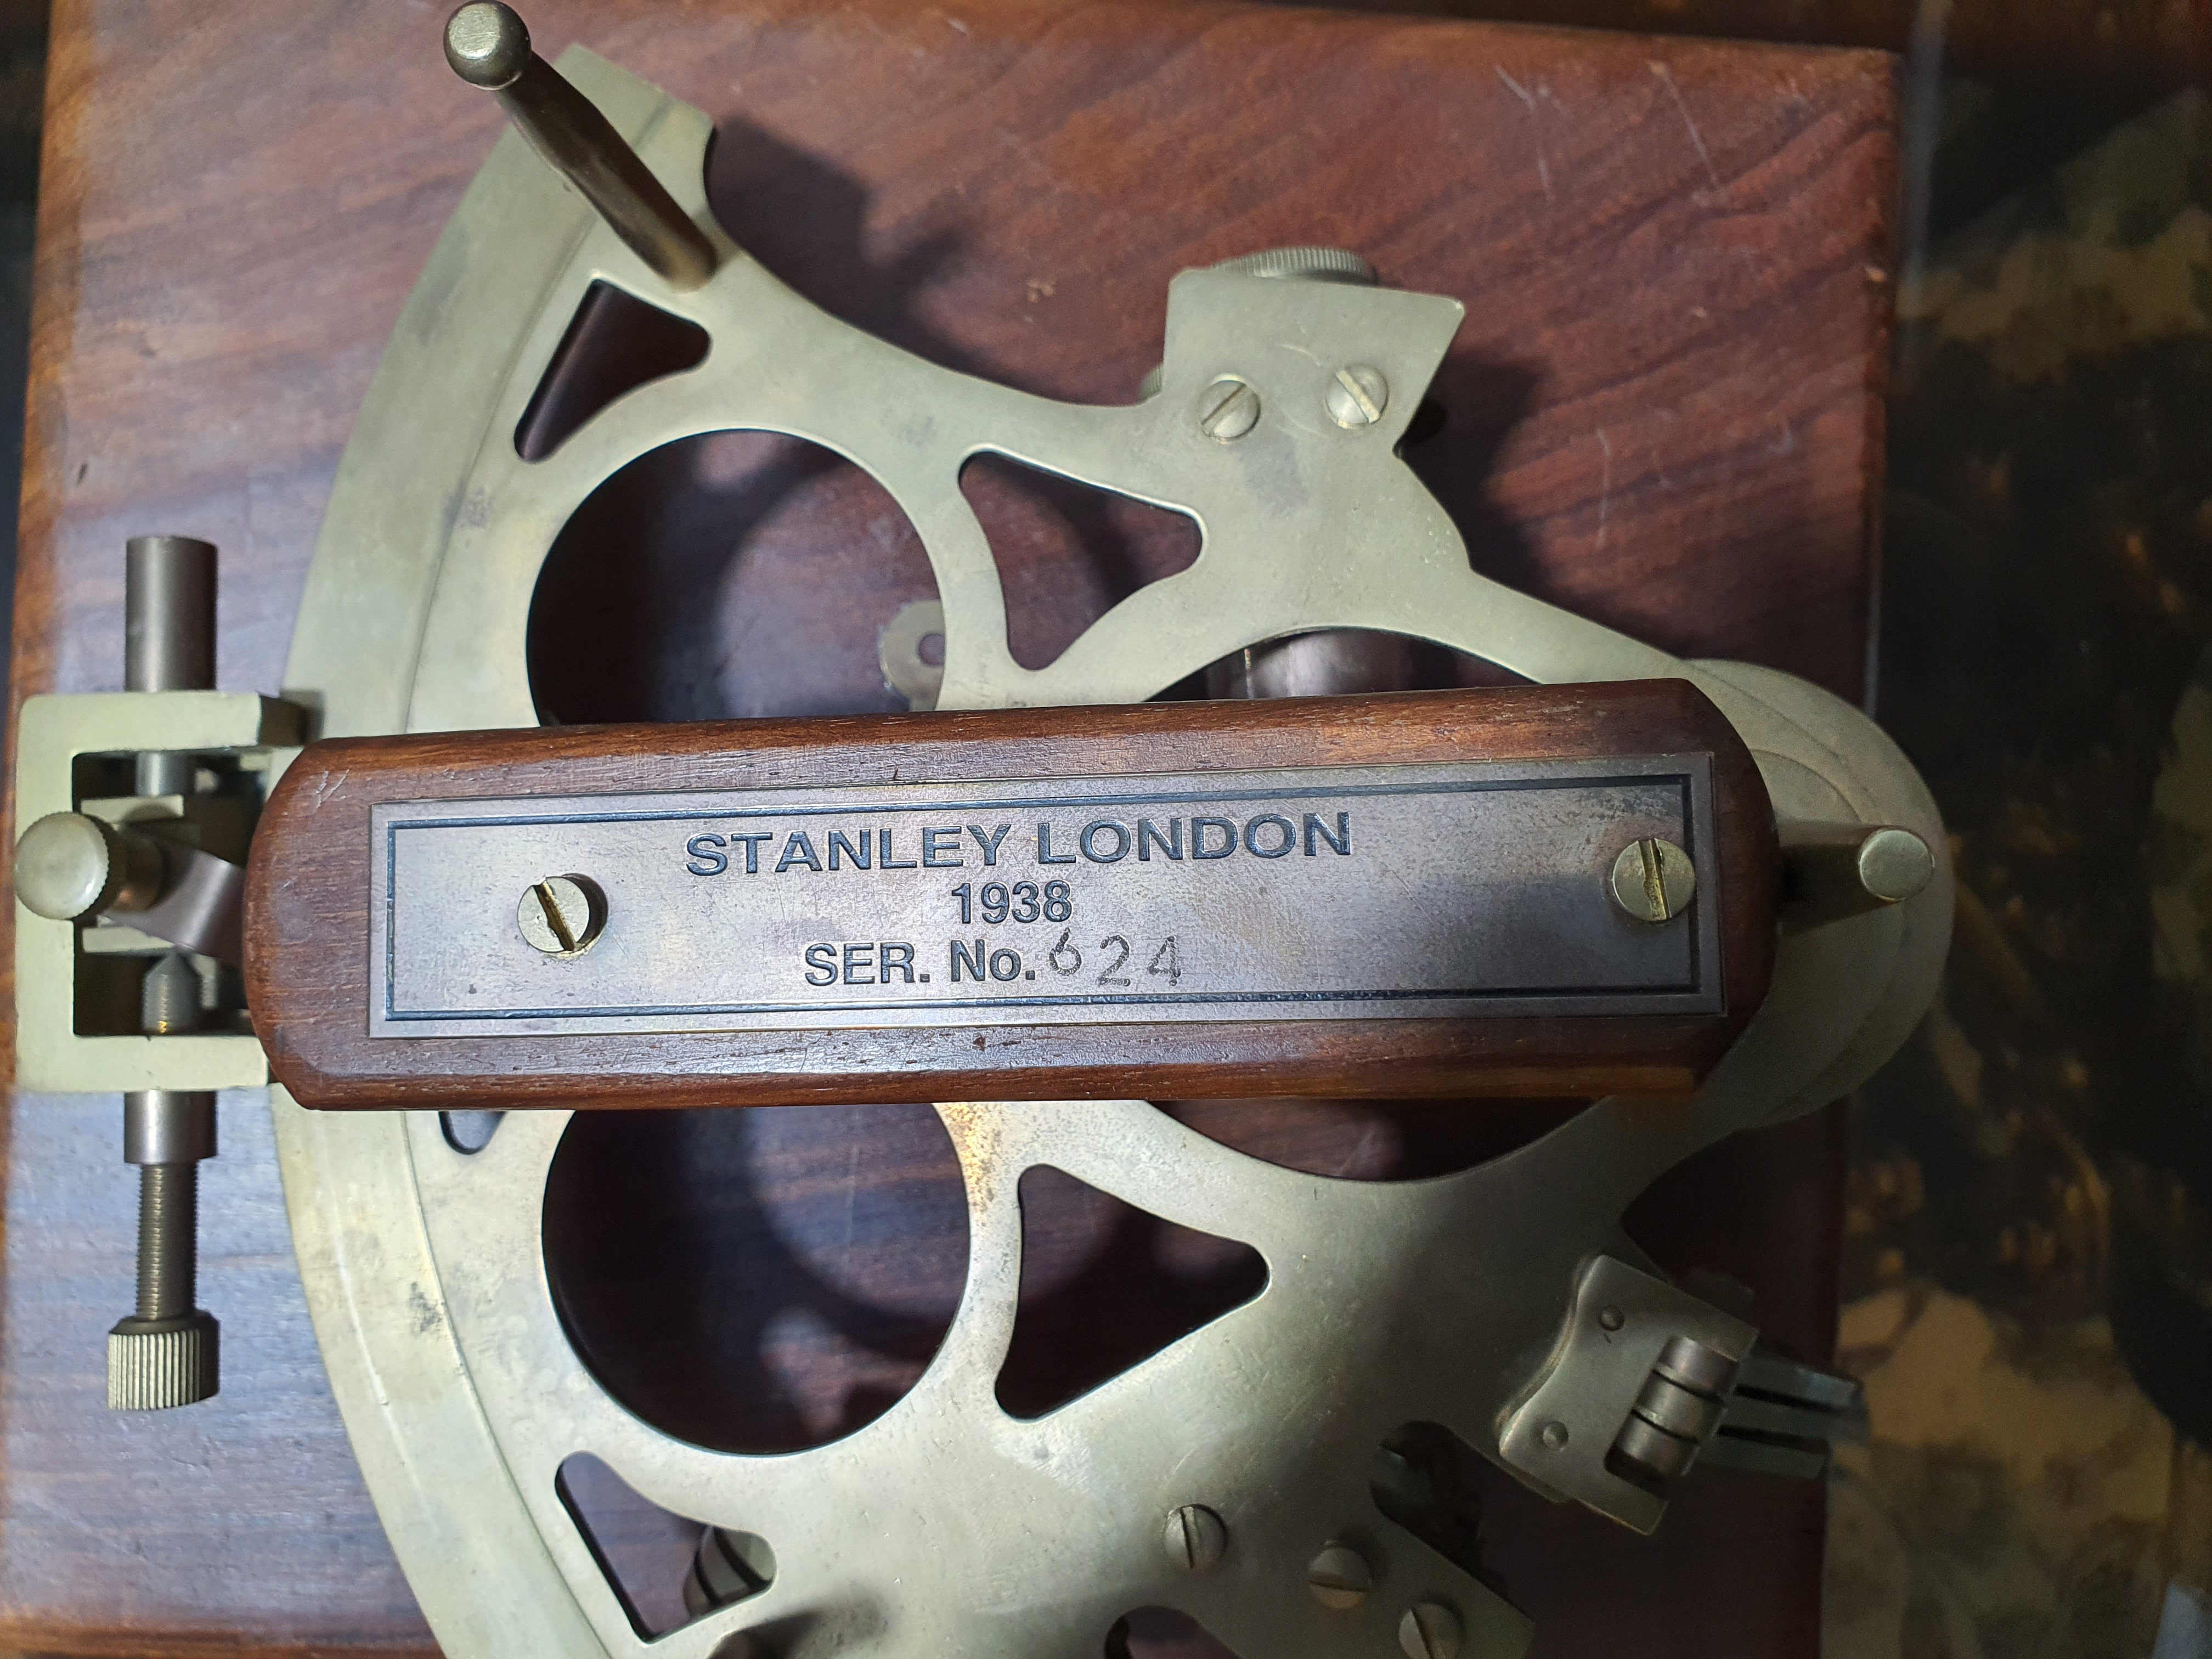 STANLEY LONDON
1938
SER. No. 624